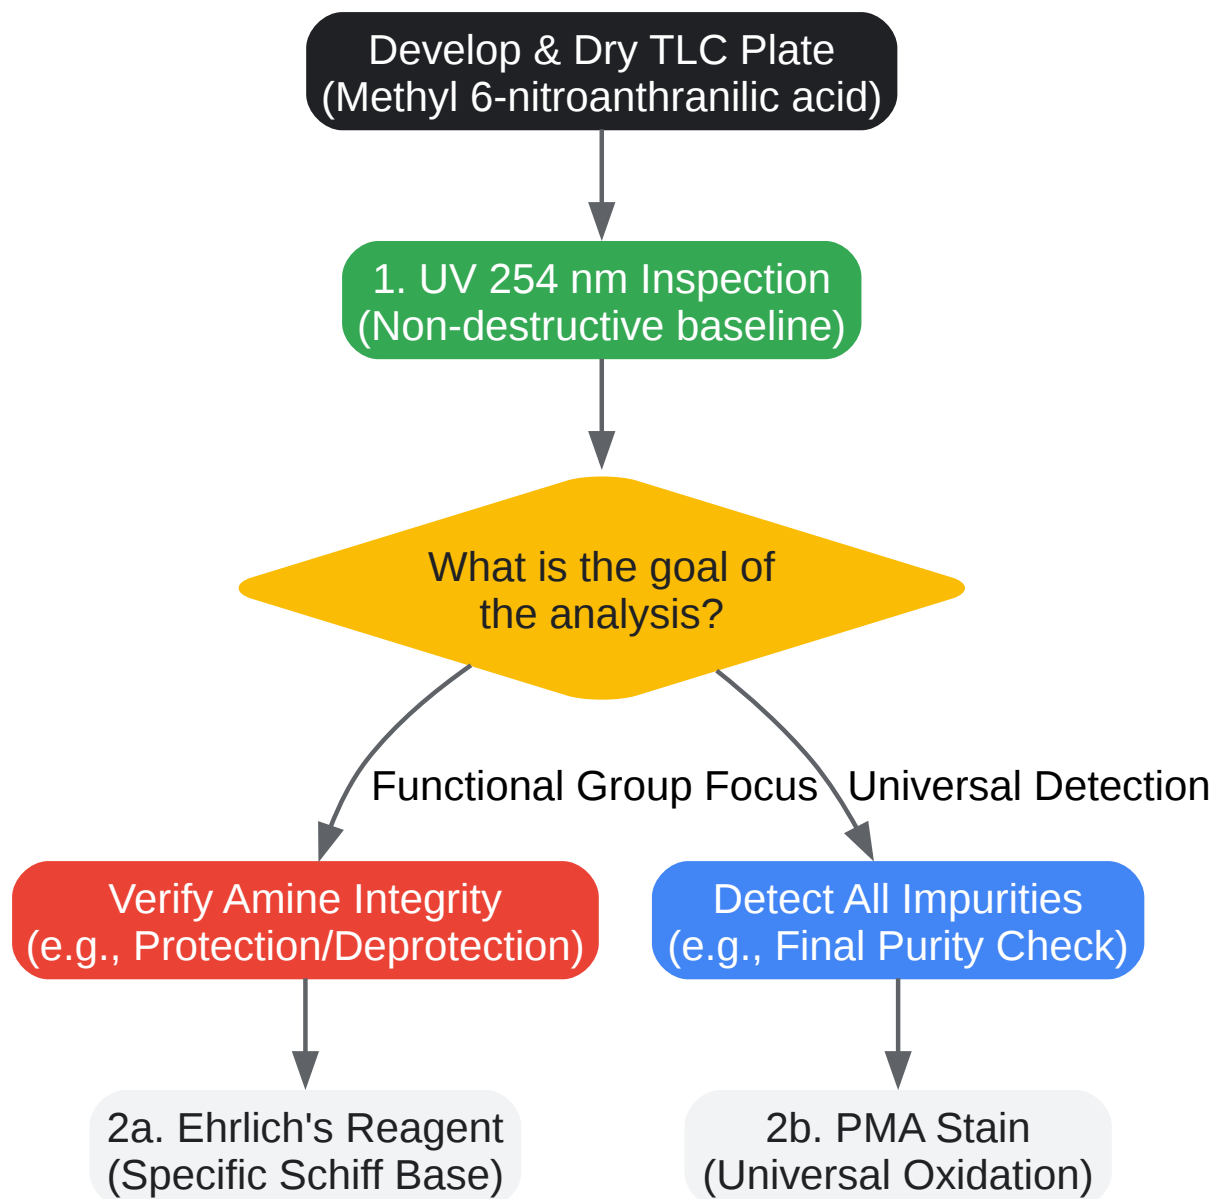 Develop & Dry TLC Plate
(Methyl 6-nitroanthranilic acid)
1. UV 254 nm Inspection
(Non-destructive baseline)
What is the goal of
the analysis?
Functional Group Focus
Universal Detection
Verify Amine Integrity
(e.g., Protection/Deprotection)
Detect All Impurities
(e.g., Final Purity Check)
2a. Ehrlich's Reagent
(Specific Schiff Base)
2b. PMA Stain
(Universal Oxidation)